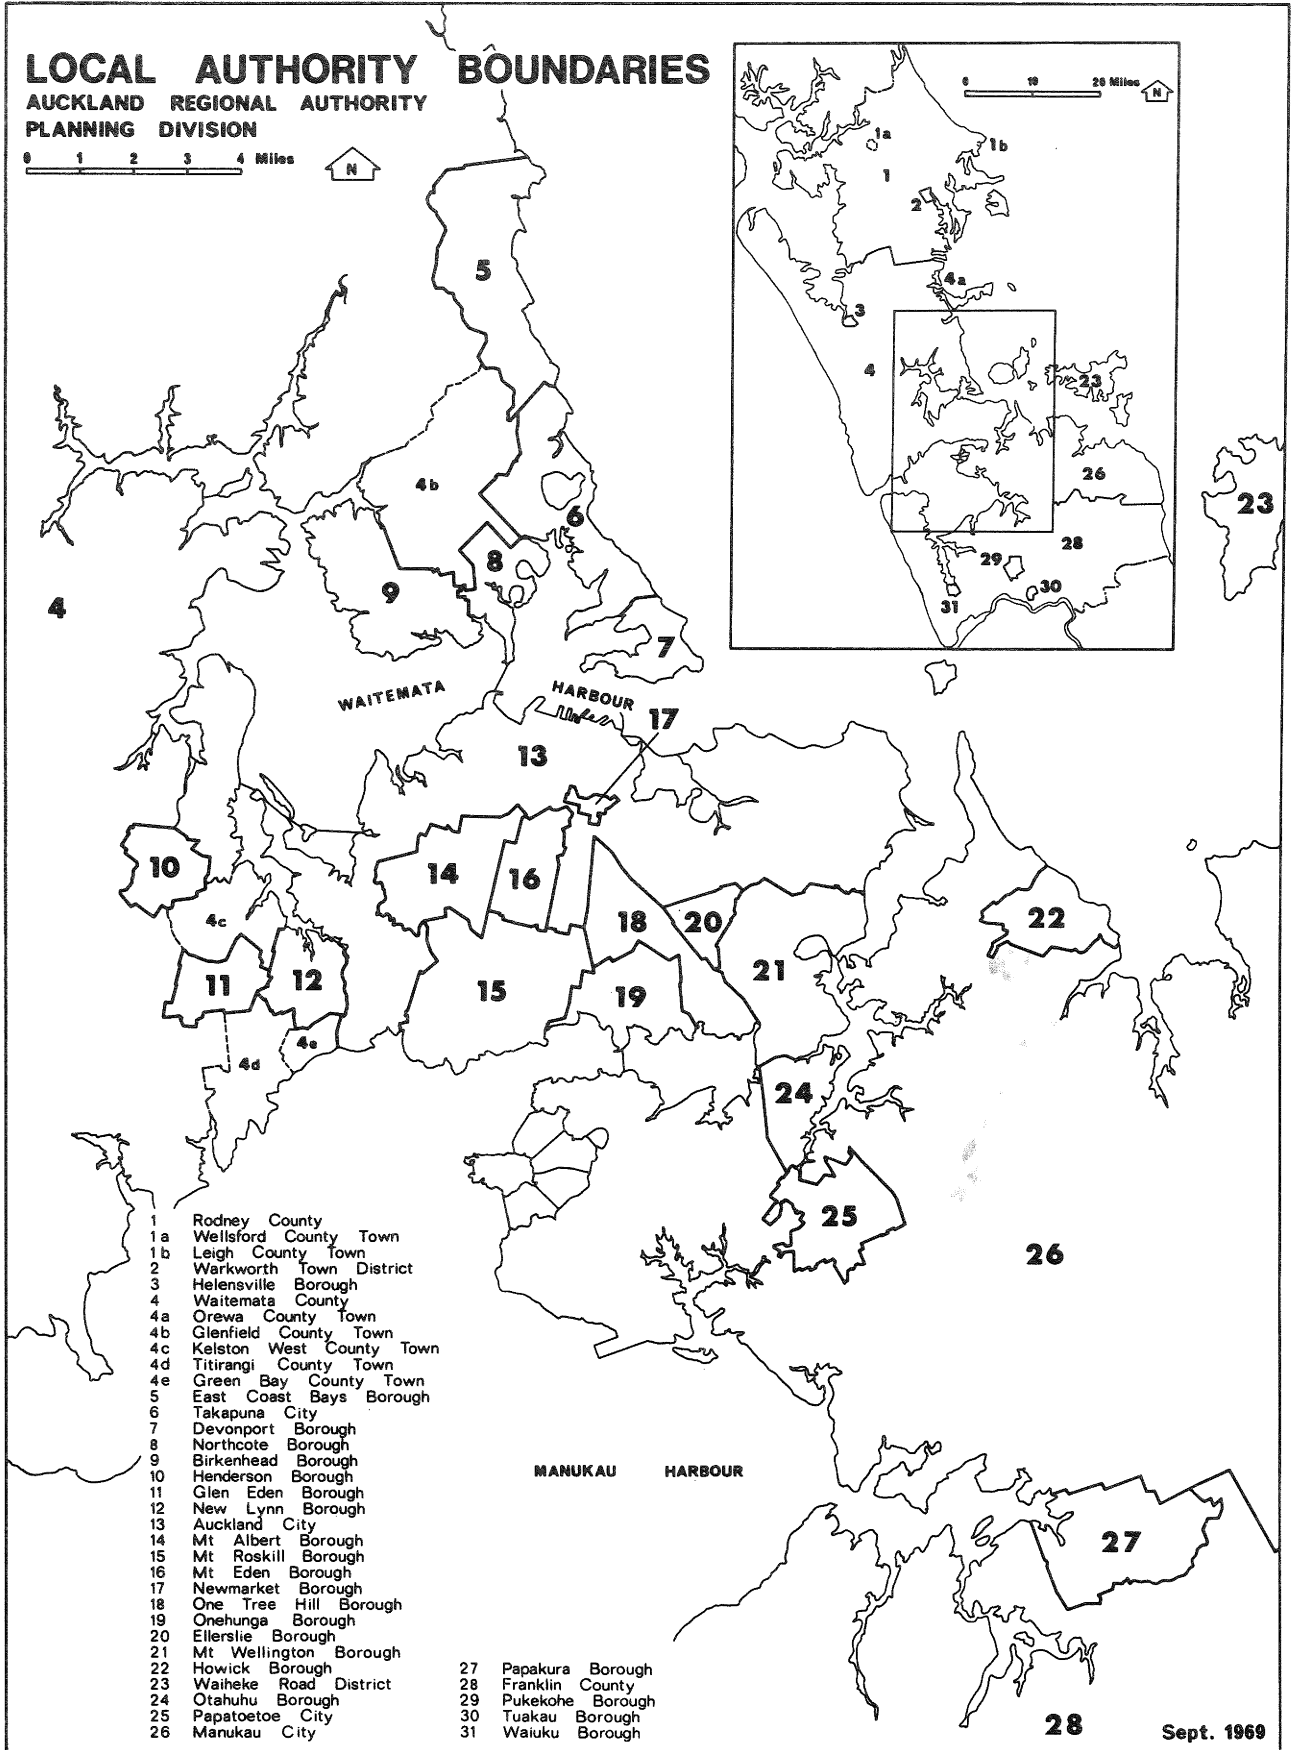 LOCAL AUTHORITY BOUNDARIES
AUCKLAND REGIONAL AUTHORITY
PLANNING DIVISION
0 1 2 3 4 Miles
N
0 10 20 Miles
N
1a
1b
1
2
4a
3
4
23
26
28
29
30
31
5
4b
6
23
8
9
4
7
WAITEMATA HARBOUR
17
13
10
14
16
4c
18
20
22
11
12
15
19
21
4e
4d
24
25
26
MANUKAU HARBOUR
27
28
1 Rodney County
1a Wellsford County Town
1b Leigh County Town
2 Warkworth Town District
3 Helensville Borough
4 Waitemata County
4a Orewa County Town
4b Glenfield County Town
4c Kelston West County Town
4d Titirangi County Town
4e Green Bay County Town
5 East Coast Bays Borough
6 Takapuna City
7 Devonport Borough
8 Northcote Borough
9 Birkenhead Borough
10 Henderson Borough
11 Glen Eden Borough
12 New Lynn Borough
13 Auckland City
14 Mt Albert Borough
15 Mt Roskill Borough
16 Mt Eden Borough
17 Newmarket Borough
18 One Tree Hill Borough
19 Onehunga Borough
20 Ellerslie Borough
21 Mt Wellington Borough
22 Howick Borough
23 Waiheke Road District
24 Otahuhu Borough
25 Papatoetoe City
26 Manukau City
27 Papakura Borough
28 Franklin County
29 Pukekohe Borough
30 Tuakau Borough
31 Waiuku Borough
Sept. 1969